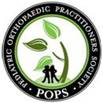 PEDIATRIC ORTHOPAEDIC PRACTITIONERS SOCIETY
· POPS ·